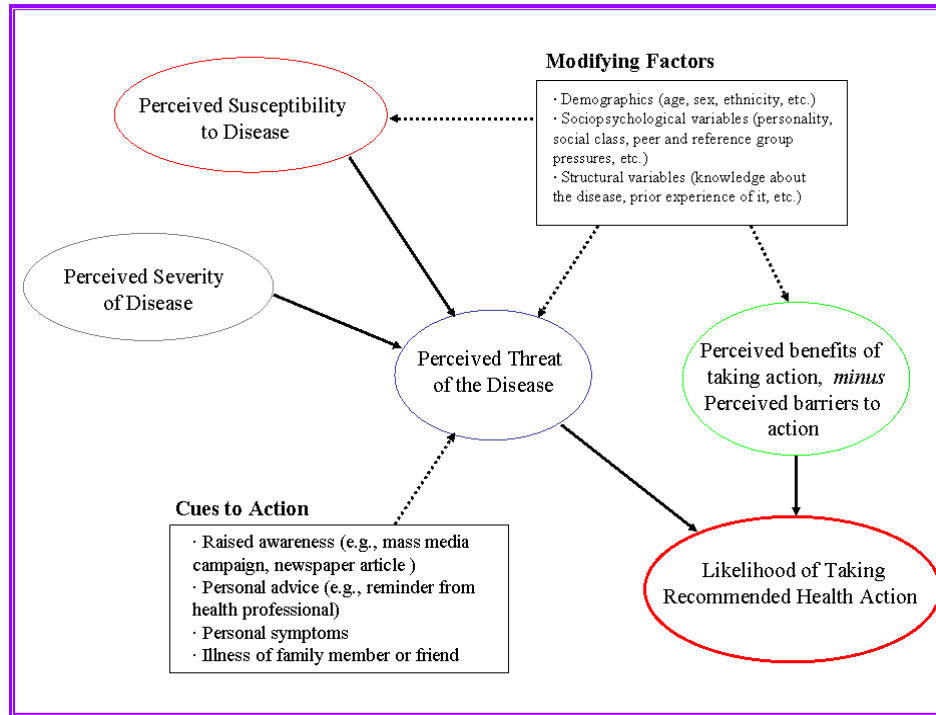 Modifying Factors
· Demographics (age, sex, ethnicity, etc.)
· Sociopsychological variables (personality,
social class, peer and reference group
pressures, etc.)
· Structural variables (knowledge about
the disease, prior experience of it, etc.)
Perceived Susceptibility
to Disease
Perceived Severity
of Disease
Perceived Threat
of the Disease
Perceived benefits of
taking action, minus
Perceived barriers to
action
Cues to Action
· Raised awareness (e.g., mass media
campaign, newspaper article )
· Personal advice (e.g., reminder from
health professional)
· Personal symptoms
· Illness of family member or friend
Likelihood of Taking
Recommended Health Action